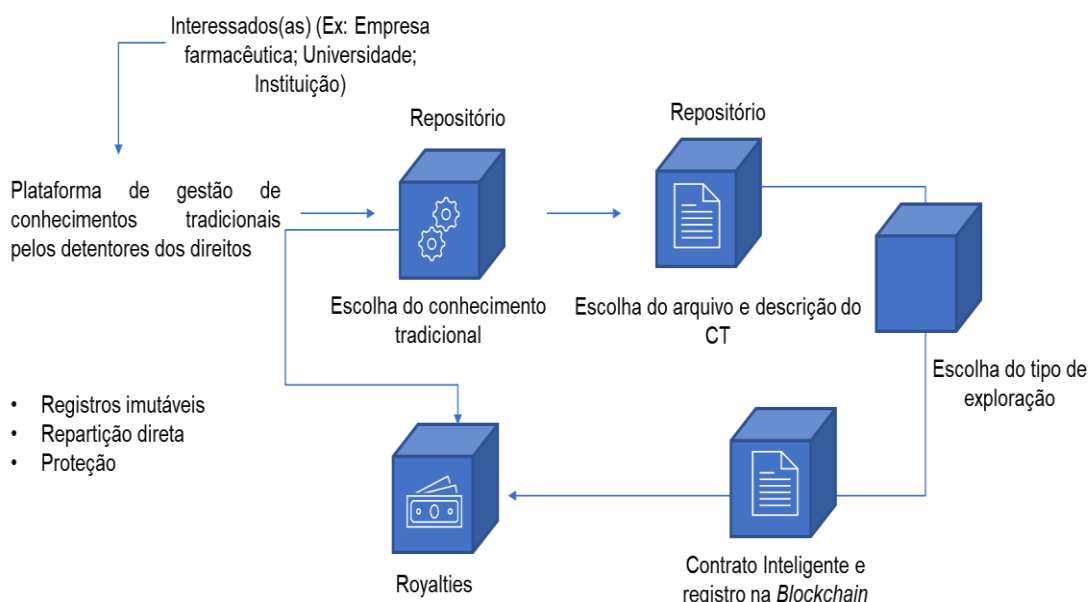 Interessados(as) (Ex: Empresa
farmacêutica; Universidade;
Instituição)
Repositório
Repositório
Plataforma de gestão de
conhecimentos tradicionais
pelos detentores dos direitos
Escolha do conhecimento
tradicional
Escolha do arquivo e descrição do
CT
Escolha do tipo de
exploração
• Registros imutáveis
• Repartição direta
• Proteção
Royalties
Contrato Inteligente e
registro na Blockchain